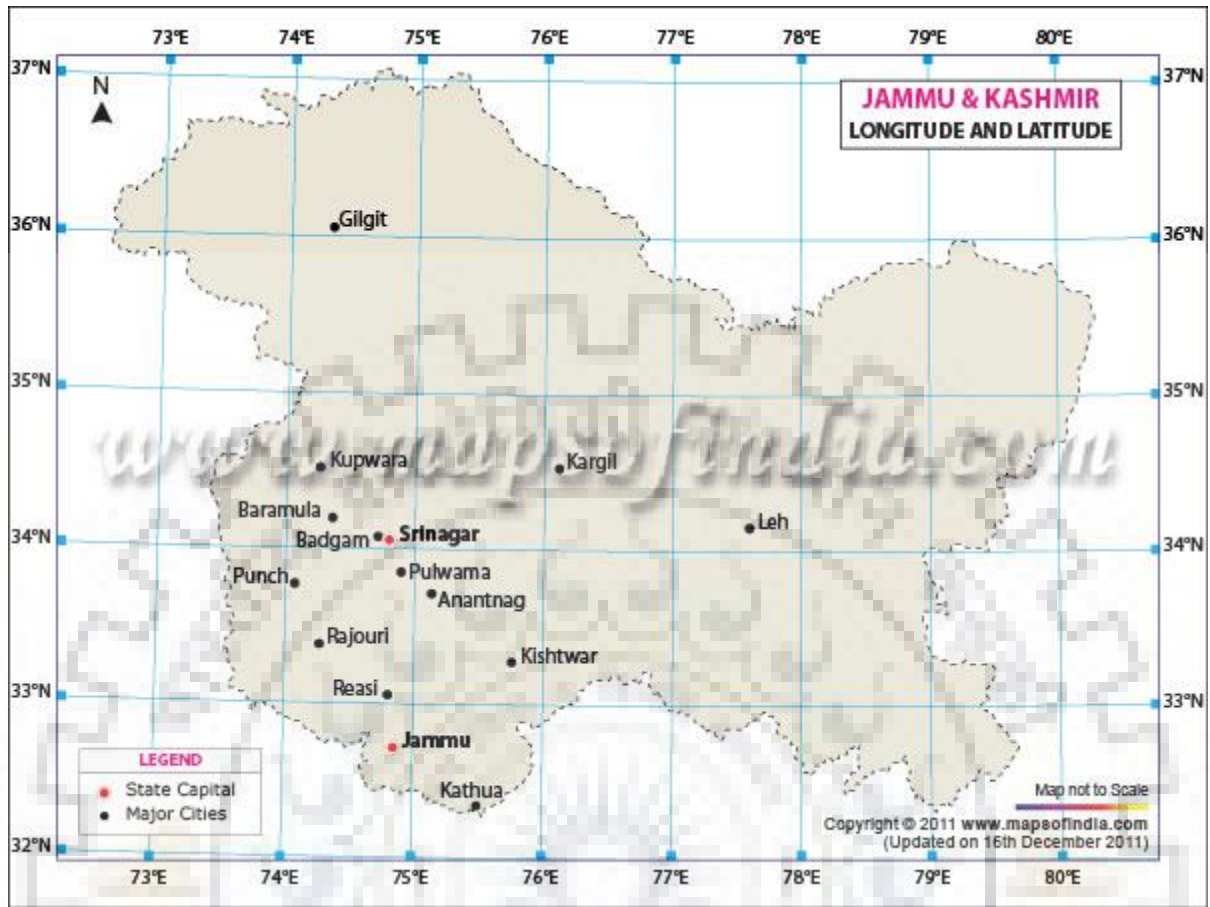 73°E 74°E 75°E 76°E 77°E 78°E 79°E 80°E
37°N 37°N
N
JAMMU & KASHMIR
LONGITUDE AND LATITUDE
Gilgit
36°N 36°N
35°N 35°N
www.mapsofindia.com
Kupwara
Kargil
Baramula
Leh
Badgam
Srinagar
34°N 34°N
Punch
Pulwama
Anantnag
Rajouri
Kishtwar
Reasi
33°N 33°N
Jammu
LEGEND
State Capital
Major Cities
Kathua
Map not to Scale
Copyright © 2011 www.mapsofindia.com
(Updated on 16th December 2011)
32°N 32°N
73°E 74°E 75°E 76°E 77°E 78°E 79°E 80°E